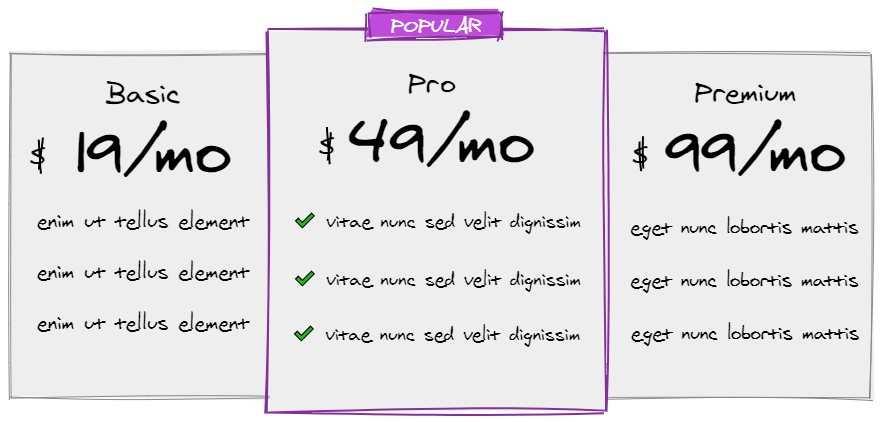 POPULAR
Basic
$ 19/mo
enim ut tellus element
enim ut tellus element
enim ut tellus element
Pro
$ 49/mo
vitae nunc sed velit dignissim
vitae nunc sed velit dignissim
vitae nunc sed velit dignissim
Premium
$ 99/mo
eget nunc lobortis mattis
eget nunc lobortis mattis
eget nunc lobortis mattis